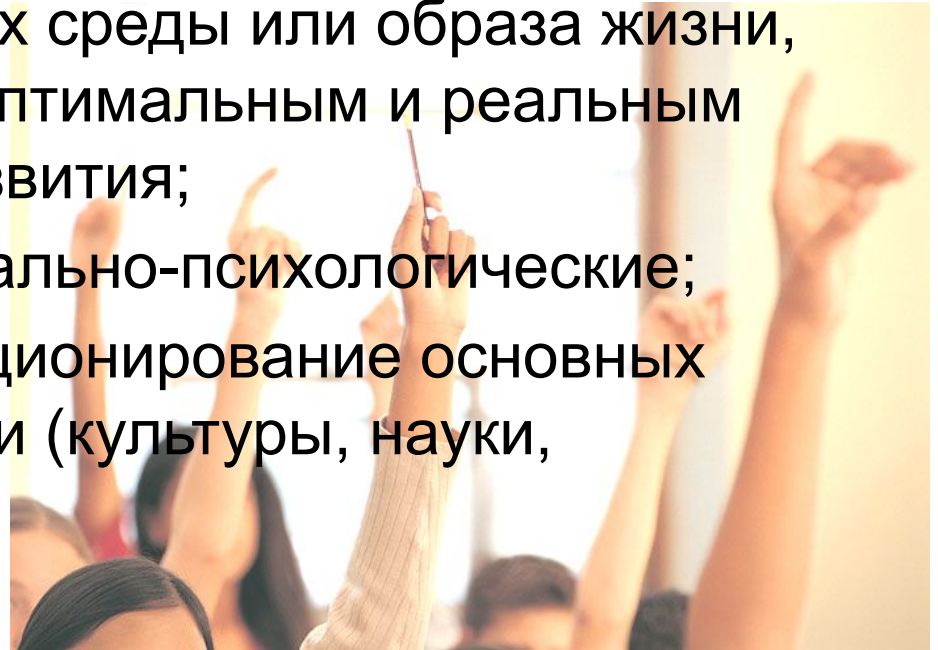 х среды или образа жизни,
птимальным и реальным
звития;
ально-психологические;
ционирование основных
и (культуры, науки,